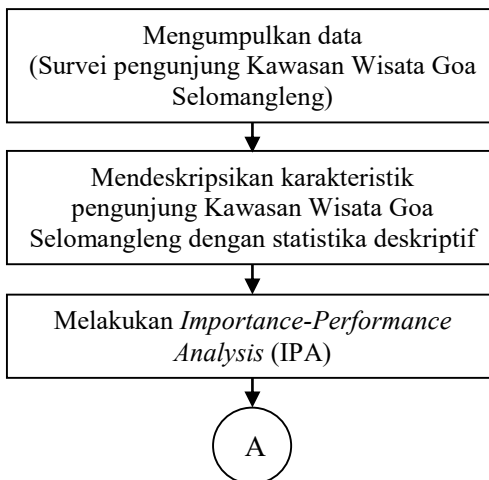 Mengumpulkan data
(Survei pengunjung Kawasan Wisata Goa
Selomangleng)
Mendeskripsikan karakteristik
pengunjung Kawasan Wisata Goa
Selomangleng dengan statistika deskriptif
Melakukan Importance-Performance
Analysis (IPA)
A